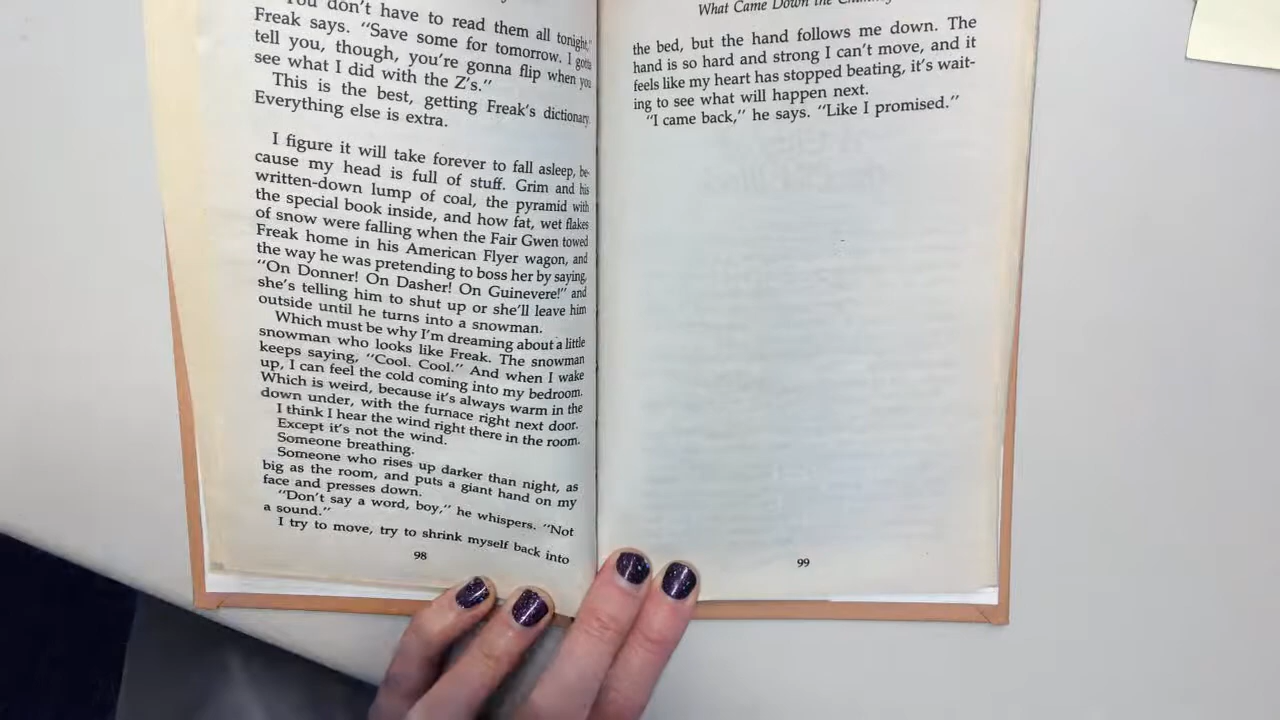 You don't have to read them all tonight,"
Freak says. "Save some for tomorrow. I gotta
tell you, though, you're gonna flip when you
see what I did with the Z's."
This is the best, getting Freak's dictionary.
Everything else is extra.
I figure it will take forever to fall asleep, be-
cause my head is full of stuff. Grim and his
written-down lump of coal, the pyramid with
the special book inside, and how fat, wet flakes
of snow were falling when the Fair Gwen towed
Freak home in his American Flyer wagon, and
the way he was pretending to boss her by saying,
"On Donner! On Dasher! On Guinevere!" and
she's telling him to shut up or she'll leave him
outside until he turns into a snowman.
Which must be why I'm dreaming about a little
snowman who looks like Freak. The snowman
keeps saying, "Cool. Cool." And when I wake
up, I can feel the cold coming into my bedroom.
Which is weird, because it's always warm in the
down under, with the furnace right next door.
I think I hear the wind right there in the room.
Except it's not the wind.
Someone breathing.
Someone who rises up darker than night, as
big as the room, and puts a giant hand on my
face and presses down.
"Don't say a word, boy," he whispers. "Not
a sound."
I try to move, try to shrink myself back into
98
What Came Down the Chimney
the bed, but the hand follows me down. The
hand is so hard and strong I can't move, and it
feels like my heart has stopped beating, it's wait-
ing to see what will happen next.
"I came back," he says. "Like I promised."
99